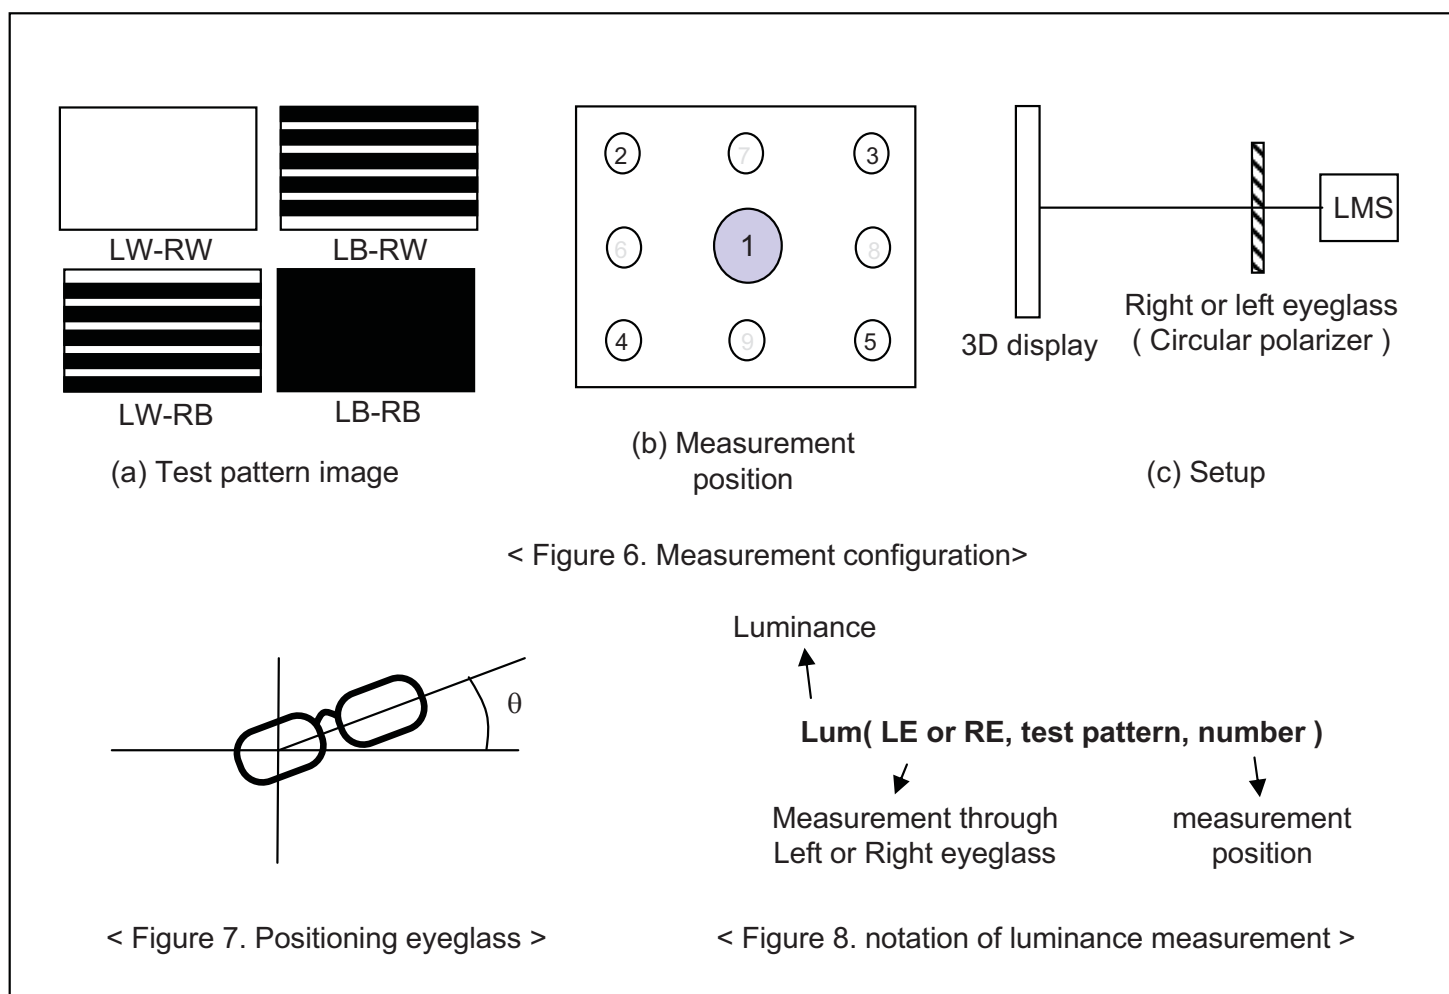 LW-RW
LB-RW
LW-RB
LB-RB
(a) Test pattern image
2
7
3
6
1
8
4
9
5
(b) Measurement
position
LMS
3D display
Right or left eyeglass
( Circular polarizer )
(c) Setup
< Figure 6. Measurement configuration>
θ
< Figure 7. Positioning eyeglass >
Luminance
Lum( LE or RE, test pattern, number )
Measurement through
Left or Right eyeglass
measurement
position
< Figure 8. notation of luminance measurement >